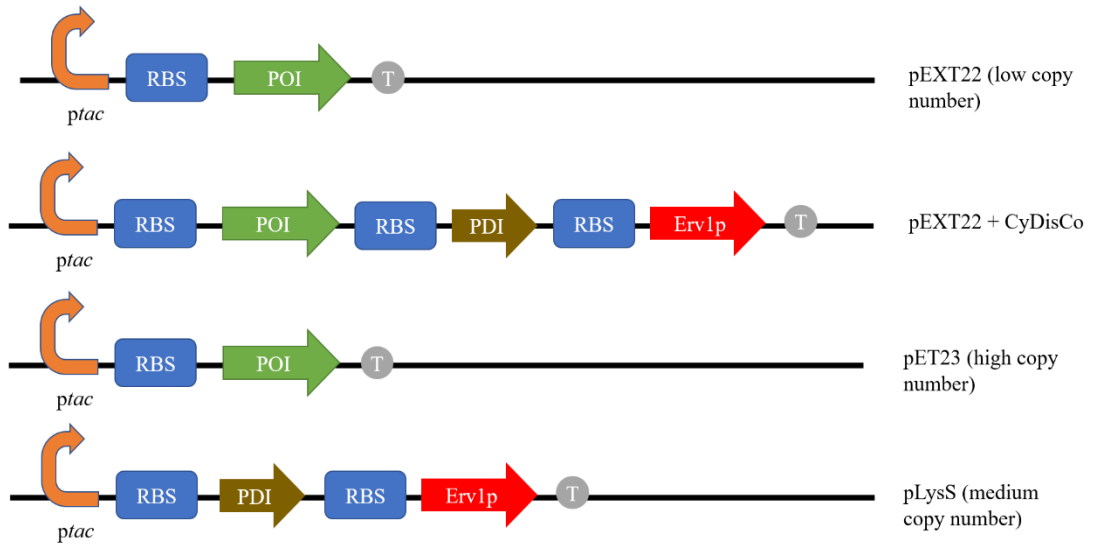 RBS POI T
ptac
pEXT22 (low copy
number)
RBS POI RBS PDI RBS Erv1p T
ptac
pEXT22 + CyDisCo
RBS POI T
ptac
pET23 (high copy
number)
RBS PDI RBS Erv1p T
ptac
pLysS (medium
copy number)